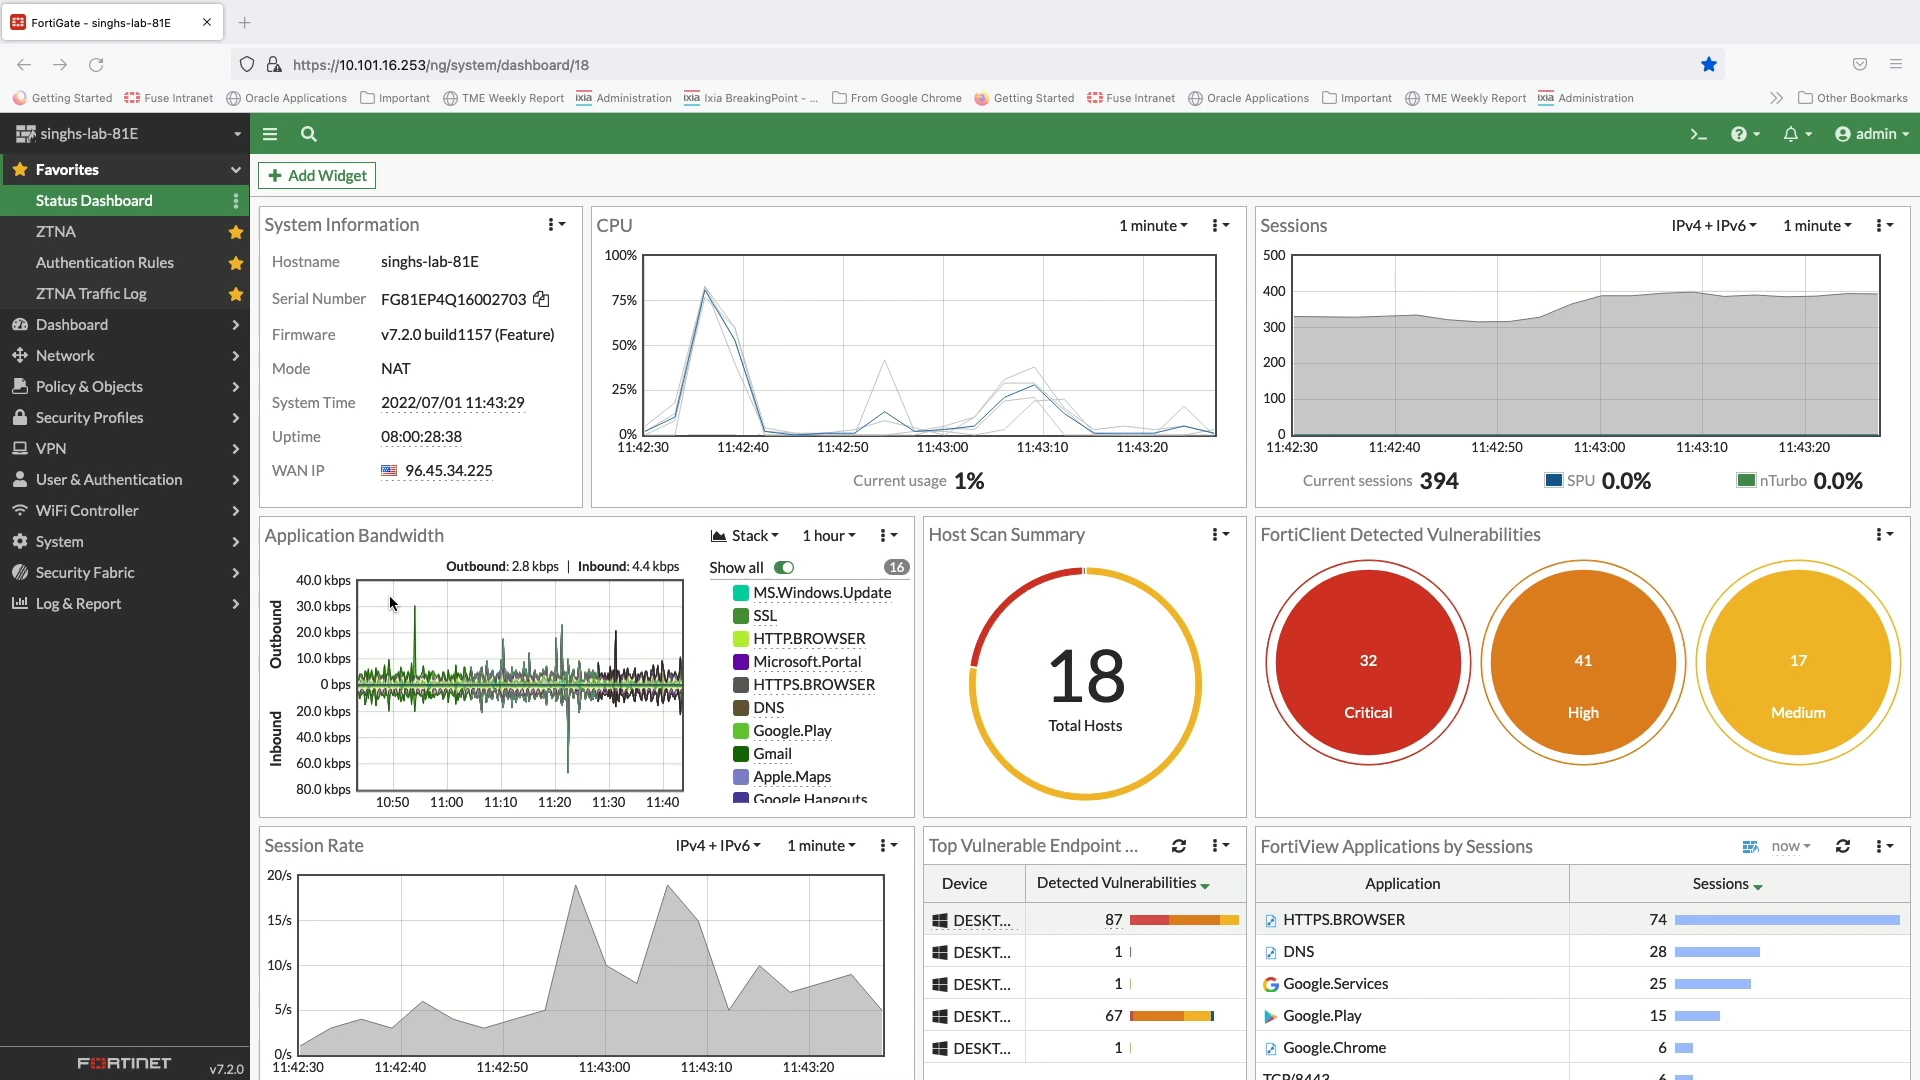 FortiGate - singhs-lab-81E
https://10.101.16.253/ng/system/dashboard/18
Getting Started
Fuse Intranet
Oracle Applications
Important
TME Weekly Report
ixia Administration
ixia Ixia BreakingPoint - ...
From Google Chrome
Getting Started
Fuse Intranet
Oracle Applications
Important
TME Weekly Report
ixia Administration
Other Bookmarks
singhs-lab-81E
admin
Favorites
Status Dashboard
ZTNA
Authentication Rules
ZTNA Traffic Log
Dashboard
Network
Policy & Objects
Security Profiles
VPN
User & Authentication
WiFi Controller
System
Security Fabric
Log & Report
FORTINET
v7.2.0
+ Add Widget
System Information
Hostname singhs-lab-81E
Serial Number FG81EP4Q16002703
Firmware v7.2.0 build1157 (Feature)
Mode NAT
System Time 2022/07/01 11:43:29
Uptime 08:00:28:38
WAN IP 96.45.34.225
CPU
1 minute
100%
75%
50%
25%
0%
11:42:30 11:42:40 11:42:50 11:43:00 11:43:10 11:43:20
Current usage 1%
Sessions
IPv4 + IPv6 1 minute
500
400
300
200
100
0
11:42:30 11:42:40 11:42:50 11:43:00 11:43:10 11:43:20
Current sessions 394 SPU 0.0% nTurbo 0.0%
Application Bandwidth
Stack 1 hour
Outbound: 2.8 kbps | Inbound: 4.4 kbps
Outbound
Inbound
40.0 kbps
30.0 kbps
20.0 kbps
10.0 kbps
0 bps
20.0 kbps
40.0 kbps
60.0 kbps
80.0 kbps
10:50 11:00 11:10 11:20 11:30 11:40
Show all 16
MS.Windows.Update
SSL
HTTP.BROWSER
Microsoft.Portal
HTTPS.BROWSER
DNS
Google.Play
Gmail
Apple.Maps
Google.Hangouts
Host Scan Summary
18
Total Hosts
FortiClient Detected Vulnerabilities
32
Critical
41
High
17
Medium
Session Rate
IPv4 + IPv6 1 minute
20/s
15/s
10/s
5/s
0/s
11:42:30 11:42:40 11:42:50 11:43:00 11:43:10 11:43:20
Top Vulnerable Endpoint ...
Device Detected Vulnerabilities
DESKT... 87
DESKT... 1
DESKT... 1
DESKT... 67
DESKT... 1
FortiView Applications by Sessions
now
Application Sessions
HTTPS.BROWSER 74
DNS 28
Google.Services 25
Google.Play 15
Google.Chrome 6
TCP/8443 6